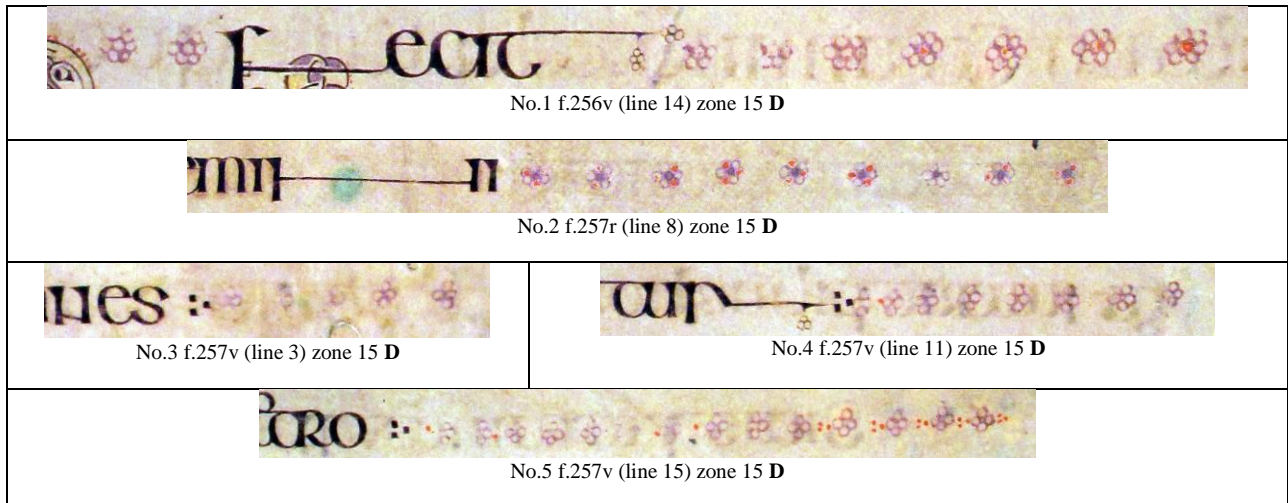 fecit
No.1 f.256v (line 14) zone 15 D
No.2 f.257r (line 8) zone 15 D
No.3 f.257v (line 3) zone 15 D
No.4 f.257v (line 11) zone 15 D
No.5 f.257v (line 15) zone 15 D